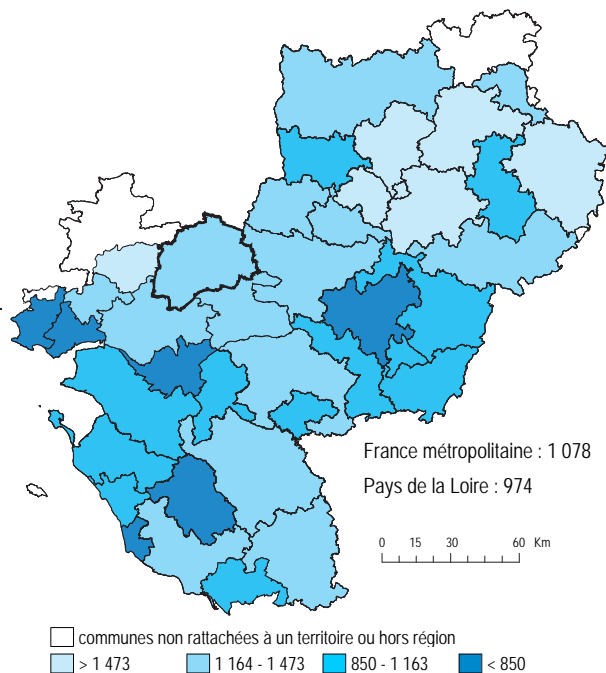 France métropolitaine : 1 078
Pays de la Loire : 974
0 15 30 60 Km
communes non rattachées à un territoire ou hors région
> 1 473 1 164 - 1 473 850 - 1 163 < 850